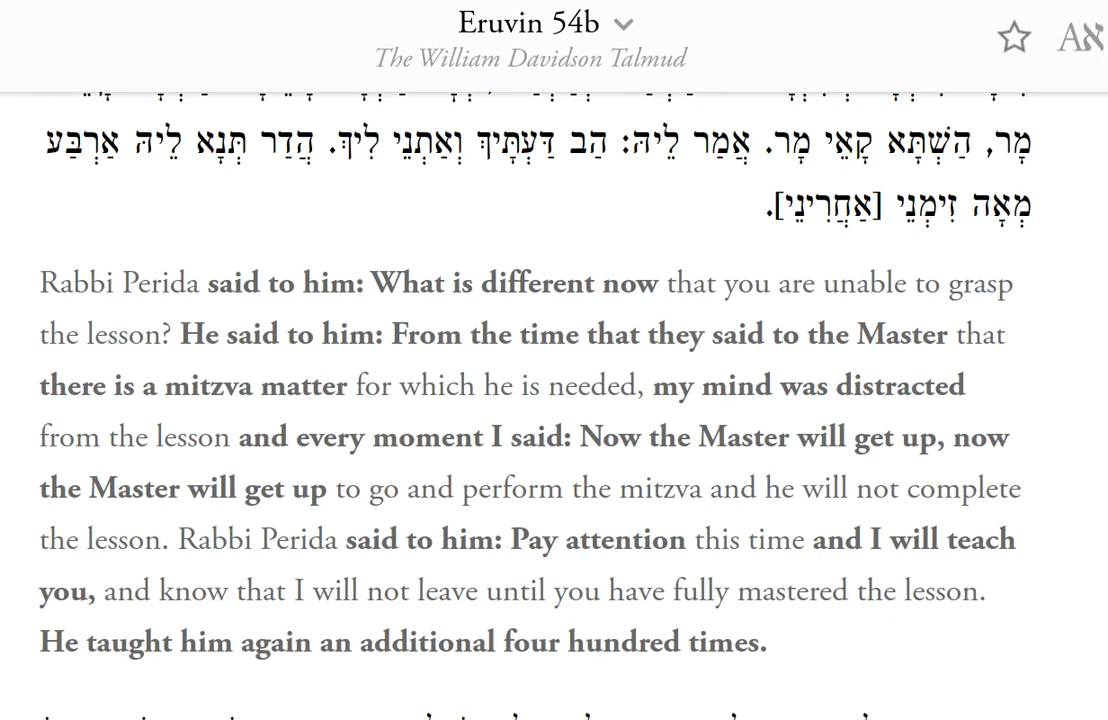 Eruvin 54b
The William Davidson Talmud
Aא
מָר, הַשְׁתָּא קָאֵי מָר. אֲמַר לֵיהּ: הַב דַּעְתָּיךְ וְאַתְנֵי לִיךְ. הֲדַר תְּנָא לֵיהּ אַרְבַּע
מְאָה זִימְנֵי [אַחֲרִינֵי].
Rabbi Perida said to him: What is different now that you are unable to grasp
the lesson? He said to him: From the time that they said to the Master that
there is a mitzva matter for which he is needed, my mind was distracted
from the lesson and every moment I said: Now the Master will get up, now
the Master will get up to go and perform the mitzva and he will not complete
the lesson. Rabbi Perida said to him: Pay attention this time and I will teach
you, and know that I will not leave until you have fully mastered the lesson.
He taught him again an additional four hundred times.